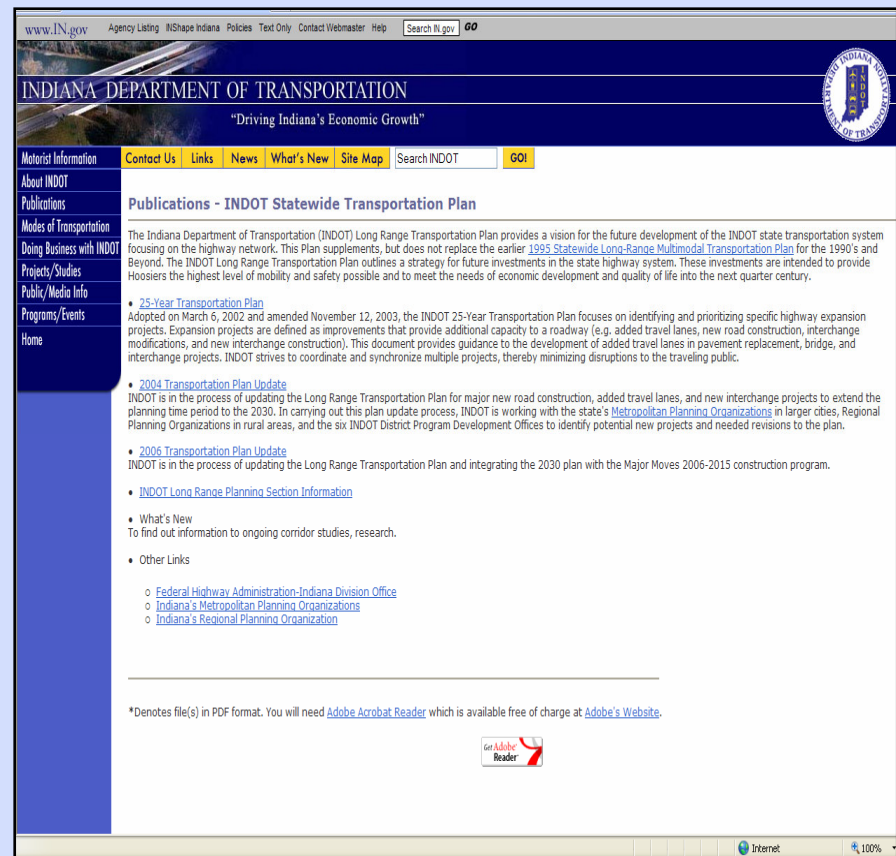 www.IN.gov Agency Listing INShape Indiana Policies Text Only Contact Webmaster Help Search IN.gov GO
INDIANA DEPARTMENT OF TRANSPORTATION
"Driving Indiana's Economic Growth"
INDIANA DEPARTMENT OF TRANSPORTATION
INDOT
Contact Us Links News What's New Site Map Search INDOT GO!
Motorist Information
About INDOT
Publications
Modes of Transportation
Doing Business with INDOT
Projects/Studies
Public/Media Info
Programs/Events
Home
Publications - INDOT Statewide Transportation Plan
The Indiana Department of Transportation (INDOT) Long Range Transportation Plan provides a vision for the future development of the INDOT state transportation system
focusing on the highway network. This Plan supplements, but does not replace the earlier 1995 Statewide Long-Range Multimodal Transportation Plan for the 1990's and
Beyond. The INDOT Long Range Transportation Plan outlines a strategy for future investments in the state highway system. These investments are intended to provide
Hoosiers the highest level of mobility and safety possible and to meet the needs of economic development and quality of life into the next quarter century.
• 25-Year Transportation Plan
Adopted on March 6, 2002 and amended November 12, 2003, the INDOT 25-Year Transportation Plan focuses on identifying and prioritizing specific highway expansion
projects. Expansion projects are defined as improvements that provide additional capacity to a roadway (e.g. added travel lanes, new road construction, interchange
modifications, and new interchange construction). This document provides guidance to the development of added travel lanes in pavement replacement, bridge, and
interchange projects. INDOT strives to coordinate and synchronize multiple projects, thereby minimizing disruptions to the traveling public.
• 2004 Transportation Plan Update
INDOT is in the process of updating the Long Range Transportation Plan for major new road construction, added travel lanes, and new interchange projects to extend the
planning time period to the 2030. In carrying out this plan update process, INDOT is working with the state's Metropolitan Planning Organizations in larger cities, Regional
Planning Organizations in rural areas, and the six INDOT District Program Development Offices to identify potential new projects and needed revisions to the plan.
• 2006 Transportation Plan Update
INDOT is in the process of updating the Long Range Transportation Plan and integrating the 2030 plan with the Major Moves 2006-2015 construction program.
• INDOT Long Range Planning Section Information
• What's New
To find out information to ongoing corridor studies, research.
• Other Links
o Federal Highway Administration-Indiana Division Office
o Indiana's Metropolitan Planning Organizations
o Indiana's Regional Planning Organization
*Denotes file(s) in PDF format. You will need Adobe Acrobat Reader which is available free of charge at Adobe's Website.
Get Adobe
Reader
Internet 100%